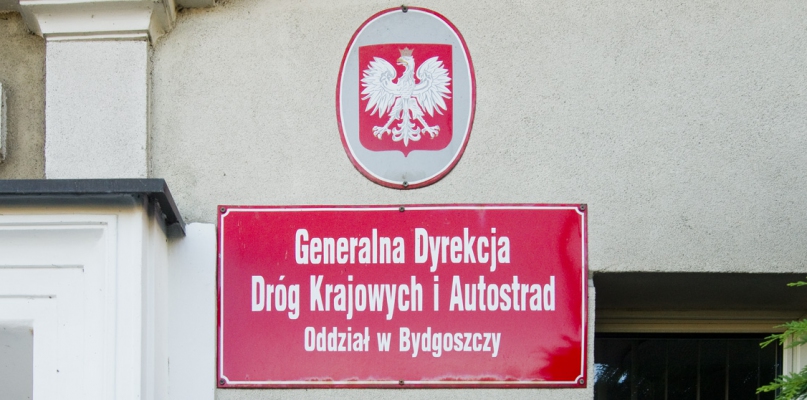 Generalna Dyrekcja
Dróg Krajowych i Autostrad
Oddział w Bydgoszczy